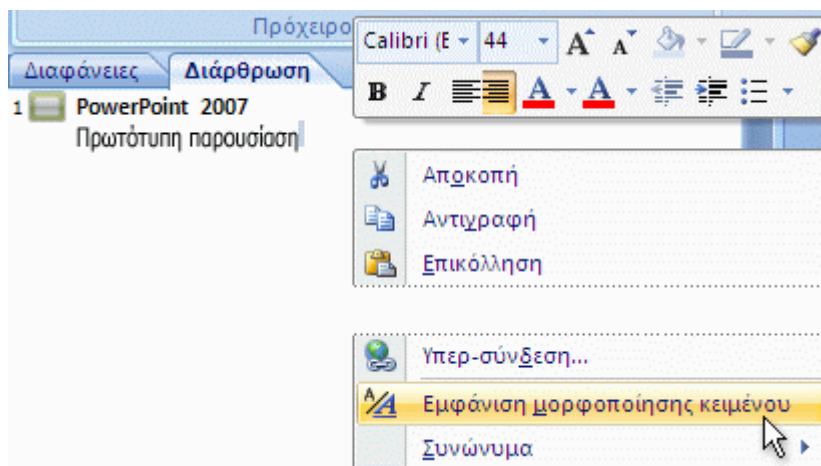 Πρόχειρο
Calibri (Ε 44
Διαφάνειες Διάρθρωση
1 PowerPoint 2007
Πρωτότυπη παρουσίαση
Αποκοπή
Αντιγραφή
Επικόλληση
Υπερ-σύνδεση...
Εμφάνιση μορφοποίησης κειμένου
Συνώνυμα